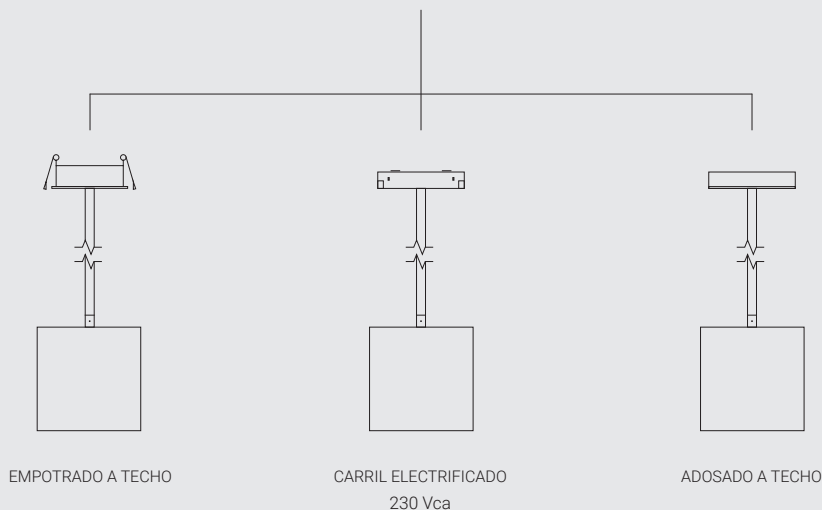 EMPOTRADO A TECHO
CARRIL ELECTRIFICADO
230 Vca
ADOSADO A TECHO